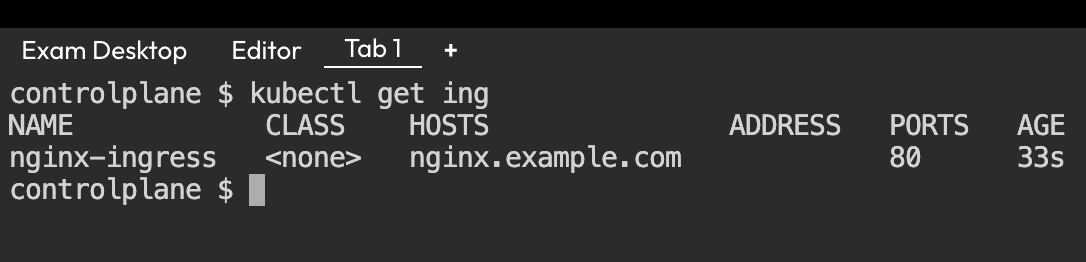 Exam Desktop Editor Tab 1 +
controlplane $ kubectl get ing
NAME CLASS HOSTS ADDRESS PORTS AGE
nginx-ingress <none> nginx.example.com 80 33s
controlplane $